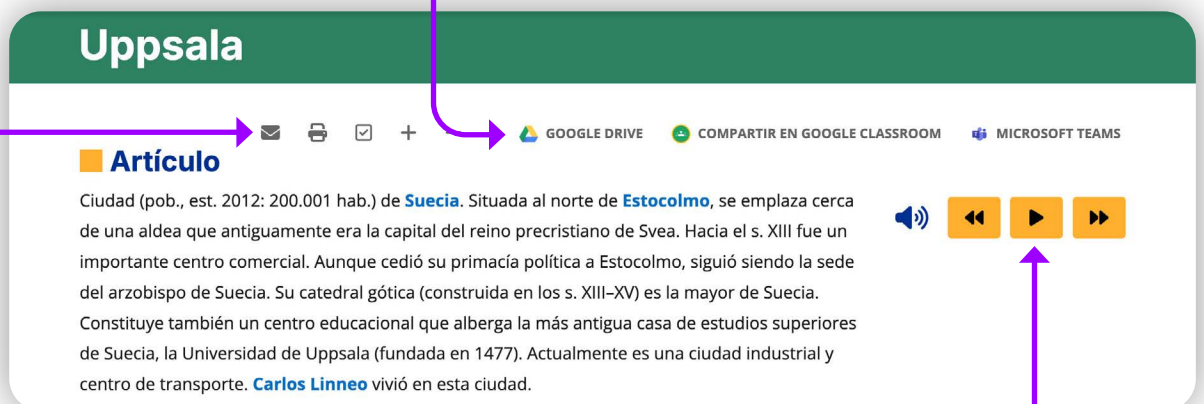 Uppsala
GOOGLE DRIVE COMPARTIR EN GOOGLE CLASSROOM MICROSOFT TEAMS
Artículo
Ciudad (pob., est. 2012: 200.001 hab.) de Suecia. Situada al norte de Estocolmo, se emplaza cerca
de una aldea que antiguamente era la capital del reino precristiano de Svea. Hacia el s. XIII fue un
importante centro comercial. Aunque cedió su primacía política a Estocolmo, siguió siendo la sede
del arzobispo de Suecia. Su catedral gótica (construida en los s. XIII–XV) es la mayor de Suecia.
Constituye también un centro educacional que alberga la más antigua casa de estudios superiores
de Suecia, la Universidad de Uppsala (fundada en 1477). Actualmente es una ciudad industrial y
centro de transporte. Carlos Linneo vivió en esta ciudad.